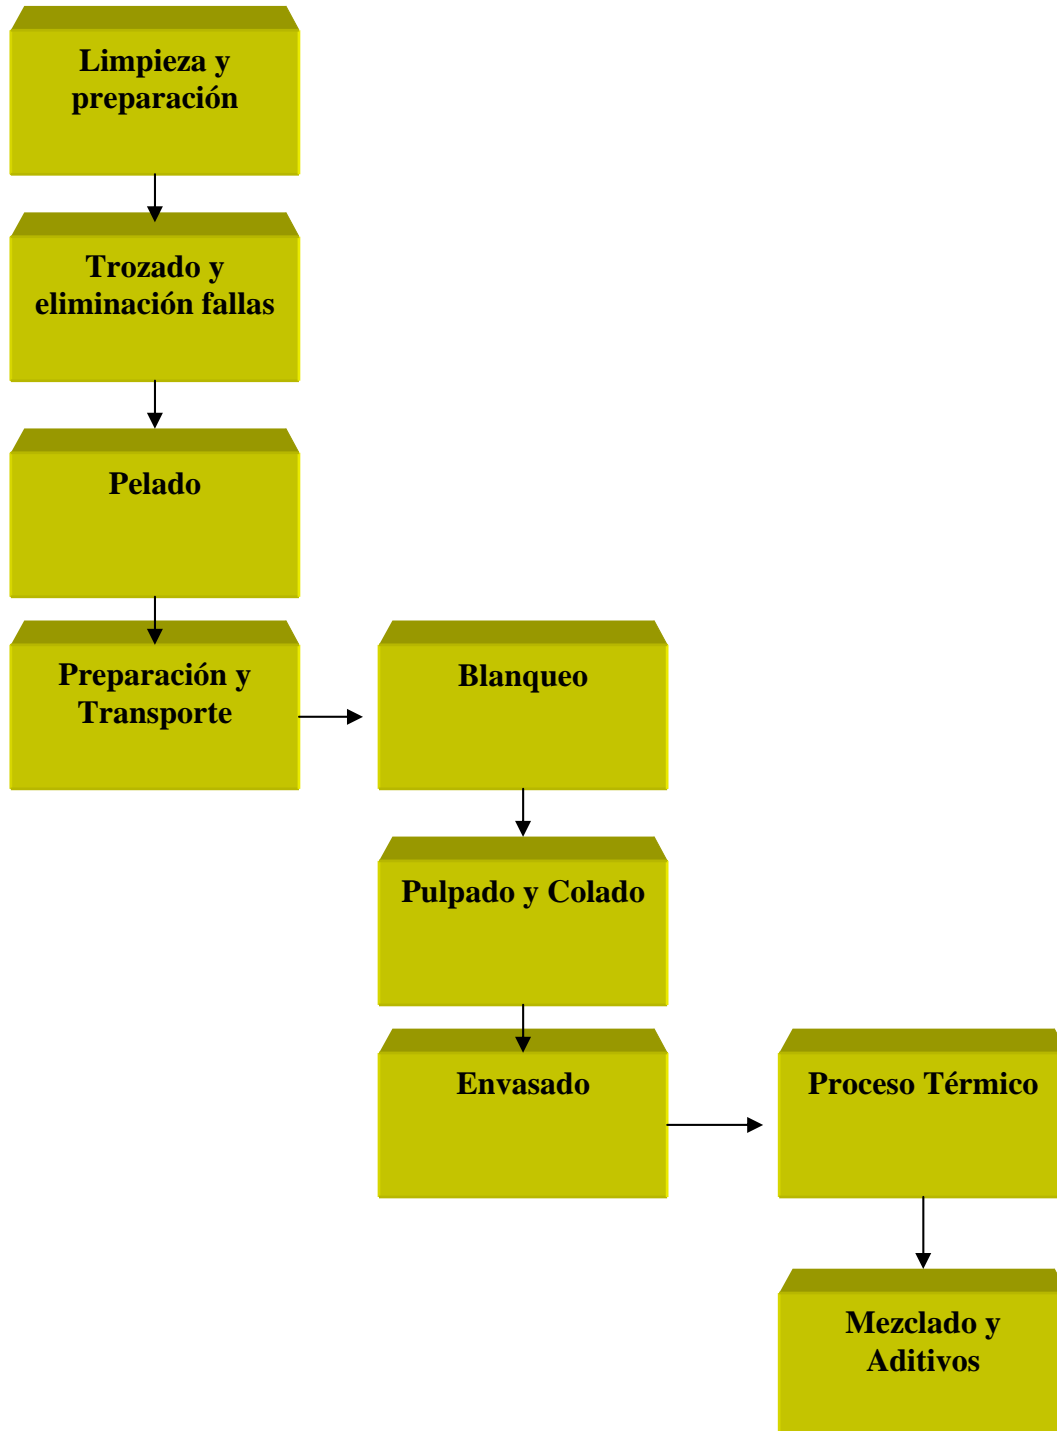 Limpieza y
preparación
Trozado y
eliminación fallas
Pelado
Preparación y
Transporte
Blanqueo
Pulpado y Colado
Envasado
Proceso Térmico
Mezclado y
Aditivos